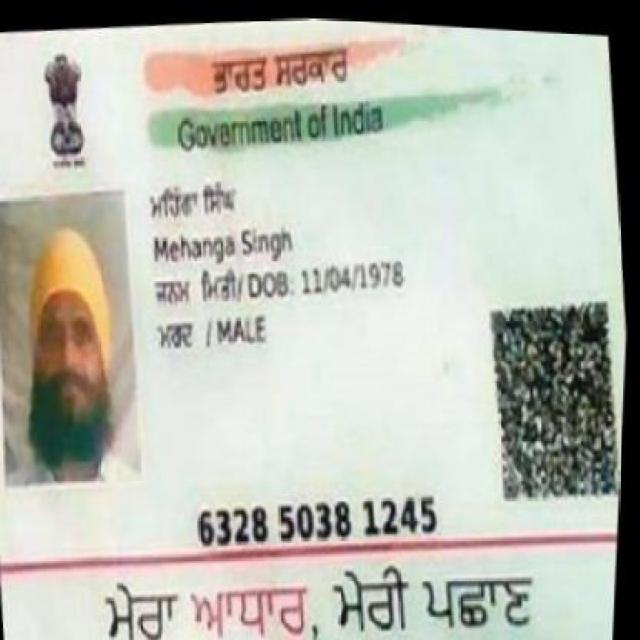 ਭਾਰਤ ਸਰਕਾਰ
Government of India
ਮਹਿੰਗਾ ਸਿੰਘ
Mehanga Singh
ਜਨਮ ਮਿਤੀ/ DOB: 11/04/1978
ਮਰਦ / MALE
6328 5038 1245
ਮੇਰਾ ਆਧਾਰ, ਮੇਰੀ ਪਛਾਣ